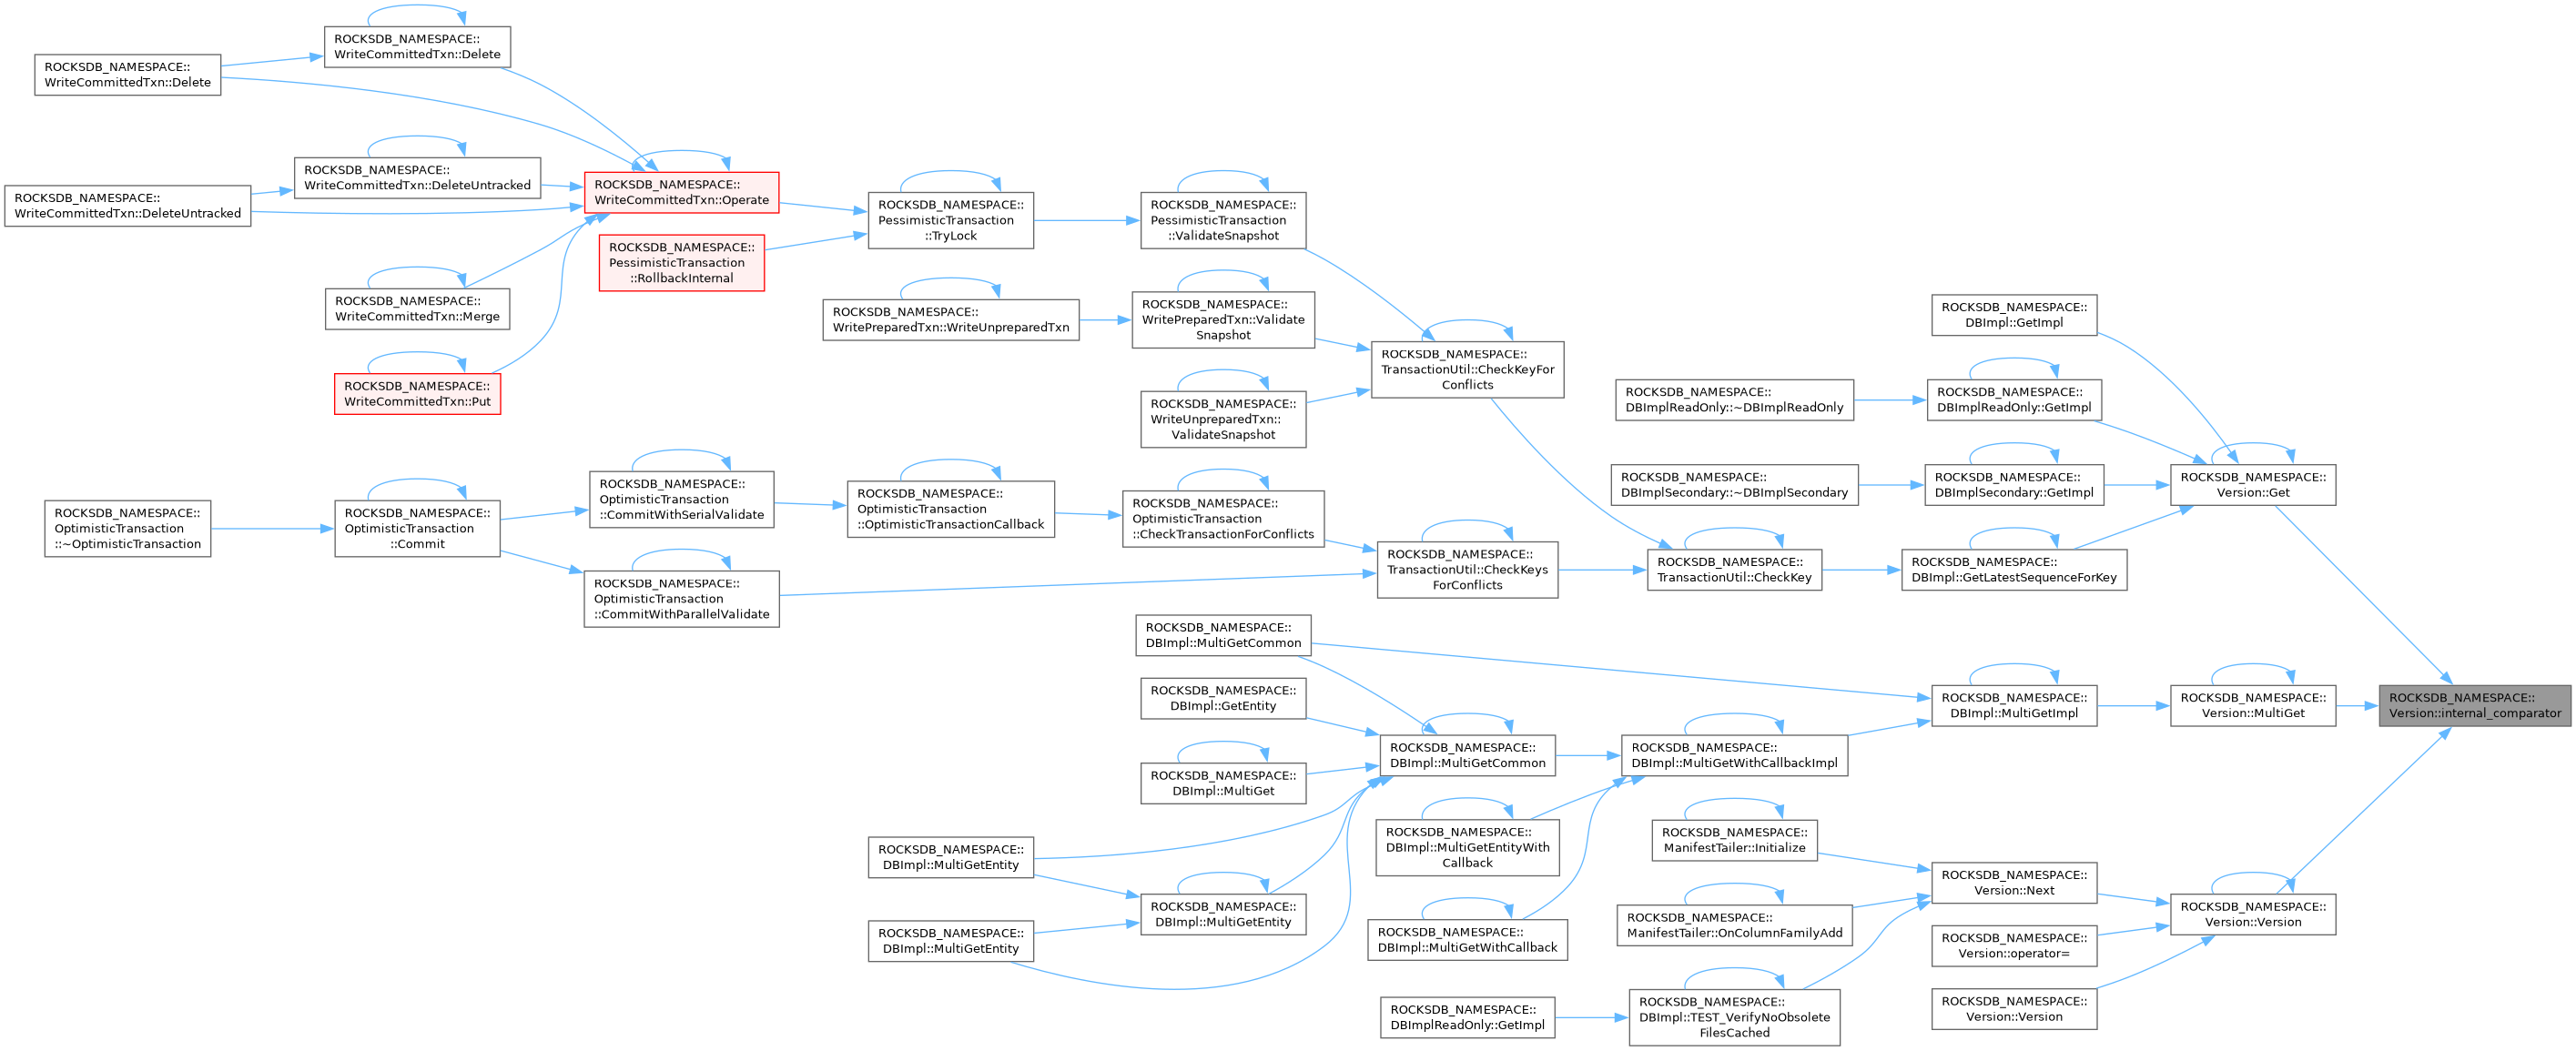 ROCKSDB_NAMESPACE::
WriteCommittedTxn::Delete
ROCKSDB_NAMESPACE::
WriteCommittedTxn::Delete
ROCKSDB_NAMESPACE::
WriteCommittedTxn::DeleteUntracked
ROCKSDB_NAMESPACE::
WriteCommittedTxn::DeleteUntracked
ROCKSDB_NAMESPACE::
WriteCommittedTxn::Operate
ROCKSDB_NAMESPACE::
PessimisticTransaction
::RollbackInternal
ROCKSDB_NAMESPACE::
WriteCommittedTxn::Merge
ROCKSDB_NAMESPACE::
WriteCommittedTxn::Put
ROCKSDB_NAMESPACE::
PessimisticTransaction
::TryLock
ROCKSDB_NAMESPACE::
PessimisticTransaction
::ValidateSnapshot
ROCKSDB_NAMESPACE::
WritePreparedTxn::WriteUnpreparedTxn
ROCKSDB_NAMESPACE::
WritePreparedTxn::Validate
Snapshot
ROCKSDB_NAMESPACE::
WriteUnpreparedTxn::
ValidateSnapshot
ROCKSDB_NAMESPACE::
TransactionUtil::CheckKeyFor
Conflicts
ROCKSDB_NAMESPACE::
DBImpl::GetImpl
ROCKSDB_NAMESPACE::
DBImplReadOnly::~DBImplReadOnly
ROCKSDB_NAMESPACE::
DBImplReadOnly::GetImpl
ROCKSDB_NAMESPACE::
DBImplSecondary::~DBImplSecondary
ROCKSDB_NAMESPACE::
DBImplSecondary::GetImpl
ROCKSDB_NAMESPACE::
Version::Get
ROCKSDB_NAMESPACE::
OptimisticTransaction
::~OptimisticTransaction
ROCKSDB_NAMESPACE::
OptimisticTransaction
::Commit
ROCKSDB_NAMESPACE::
OptimisticTransaction
::CommitWithSerialValidate
ROCKSDB_NAMESPACE::
OptimisticTransaction
::CommitWithParallelValidate
ROCKSDB_NAMESPACE::
OptimisticTransaction
::OptimisticTransactionCallback
ROCKSDB_NAMESPACE::
OptimisticTransaction
::CheckTransactionForConflicts
ROCKSDB_NAMESPACE::
TransactionUtil::CheckKeys
ForConflicts
ROCKSDB_NAMESPACE::
TransactionUtil::CheckKey
ROCKSDB_NAMESPACE::
DBImpl::GetLatestSequenceForKey
ROCKSDB_NAMESPACE::
DBImpl::MultiGetCommon
ROCKSDB_NAMESPACE::
DBImpl::GetEntity
ROCKSDB_NAMESPACE::
DBImpl::MultiGet
ROCKSDB_NAMESPACE::
DBImpl::MultiGetCommon
ROCKSDB_NAMESPACE::
DBImpl::MultiGetWithCallbackImpl
ROCKSDB_NAMESPACE::
DBImpl::MultiGetImpl
ROCKSDB_NAMESPACE::
Version::MultiGet
ROCKSDB_NAMESPACE::
Version::internal_comparator
ROCKSDB_NAMESPACE::
DBImpl::MultiGetEntity
ROCKSDB_NAMESPACE::
DBImpl::MultiGetEntity
ROCKSDB_NAMESPACE::
DBImpl::MultiGetEntity
ROCKSDB_NAMESPACE::
DBImpl::MultiGetEntityWith
Callback
ROCKSDB_NAMESPACE::
DBImpl::MultiGetWithCallback
ROCKSDB_NAMESPACE::
ManifestTailer::Initialize
ROCKSDB_NAMESPACE::
ManifestTailer::OnColumnFamilyAdd
ROCKSDB_NAMESPACE::
Version::Next
ROCKSDB_NAMESPACE::
Version::operator=
ROCKSDB_NAMESPACE::
Version::Version
ROCKSDB_NAMESPACE::
Version::Version
ROCKSDB_NAMESPACE::
DBImplReadOnly::GetImpl
ROCKSDB_NAMESPACE::
DBImpl::TEST_VerifyNoObsolete
FilesCached